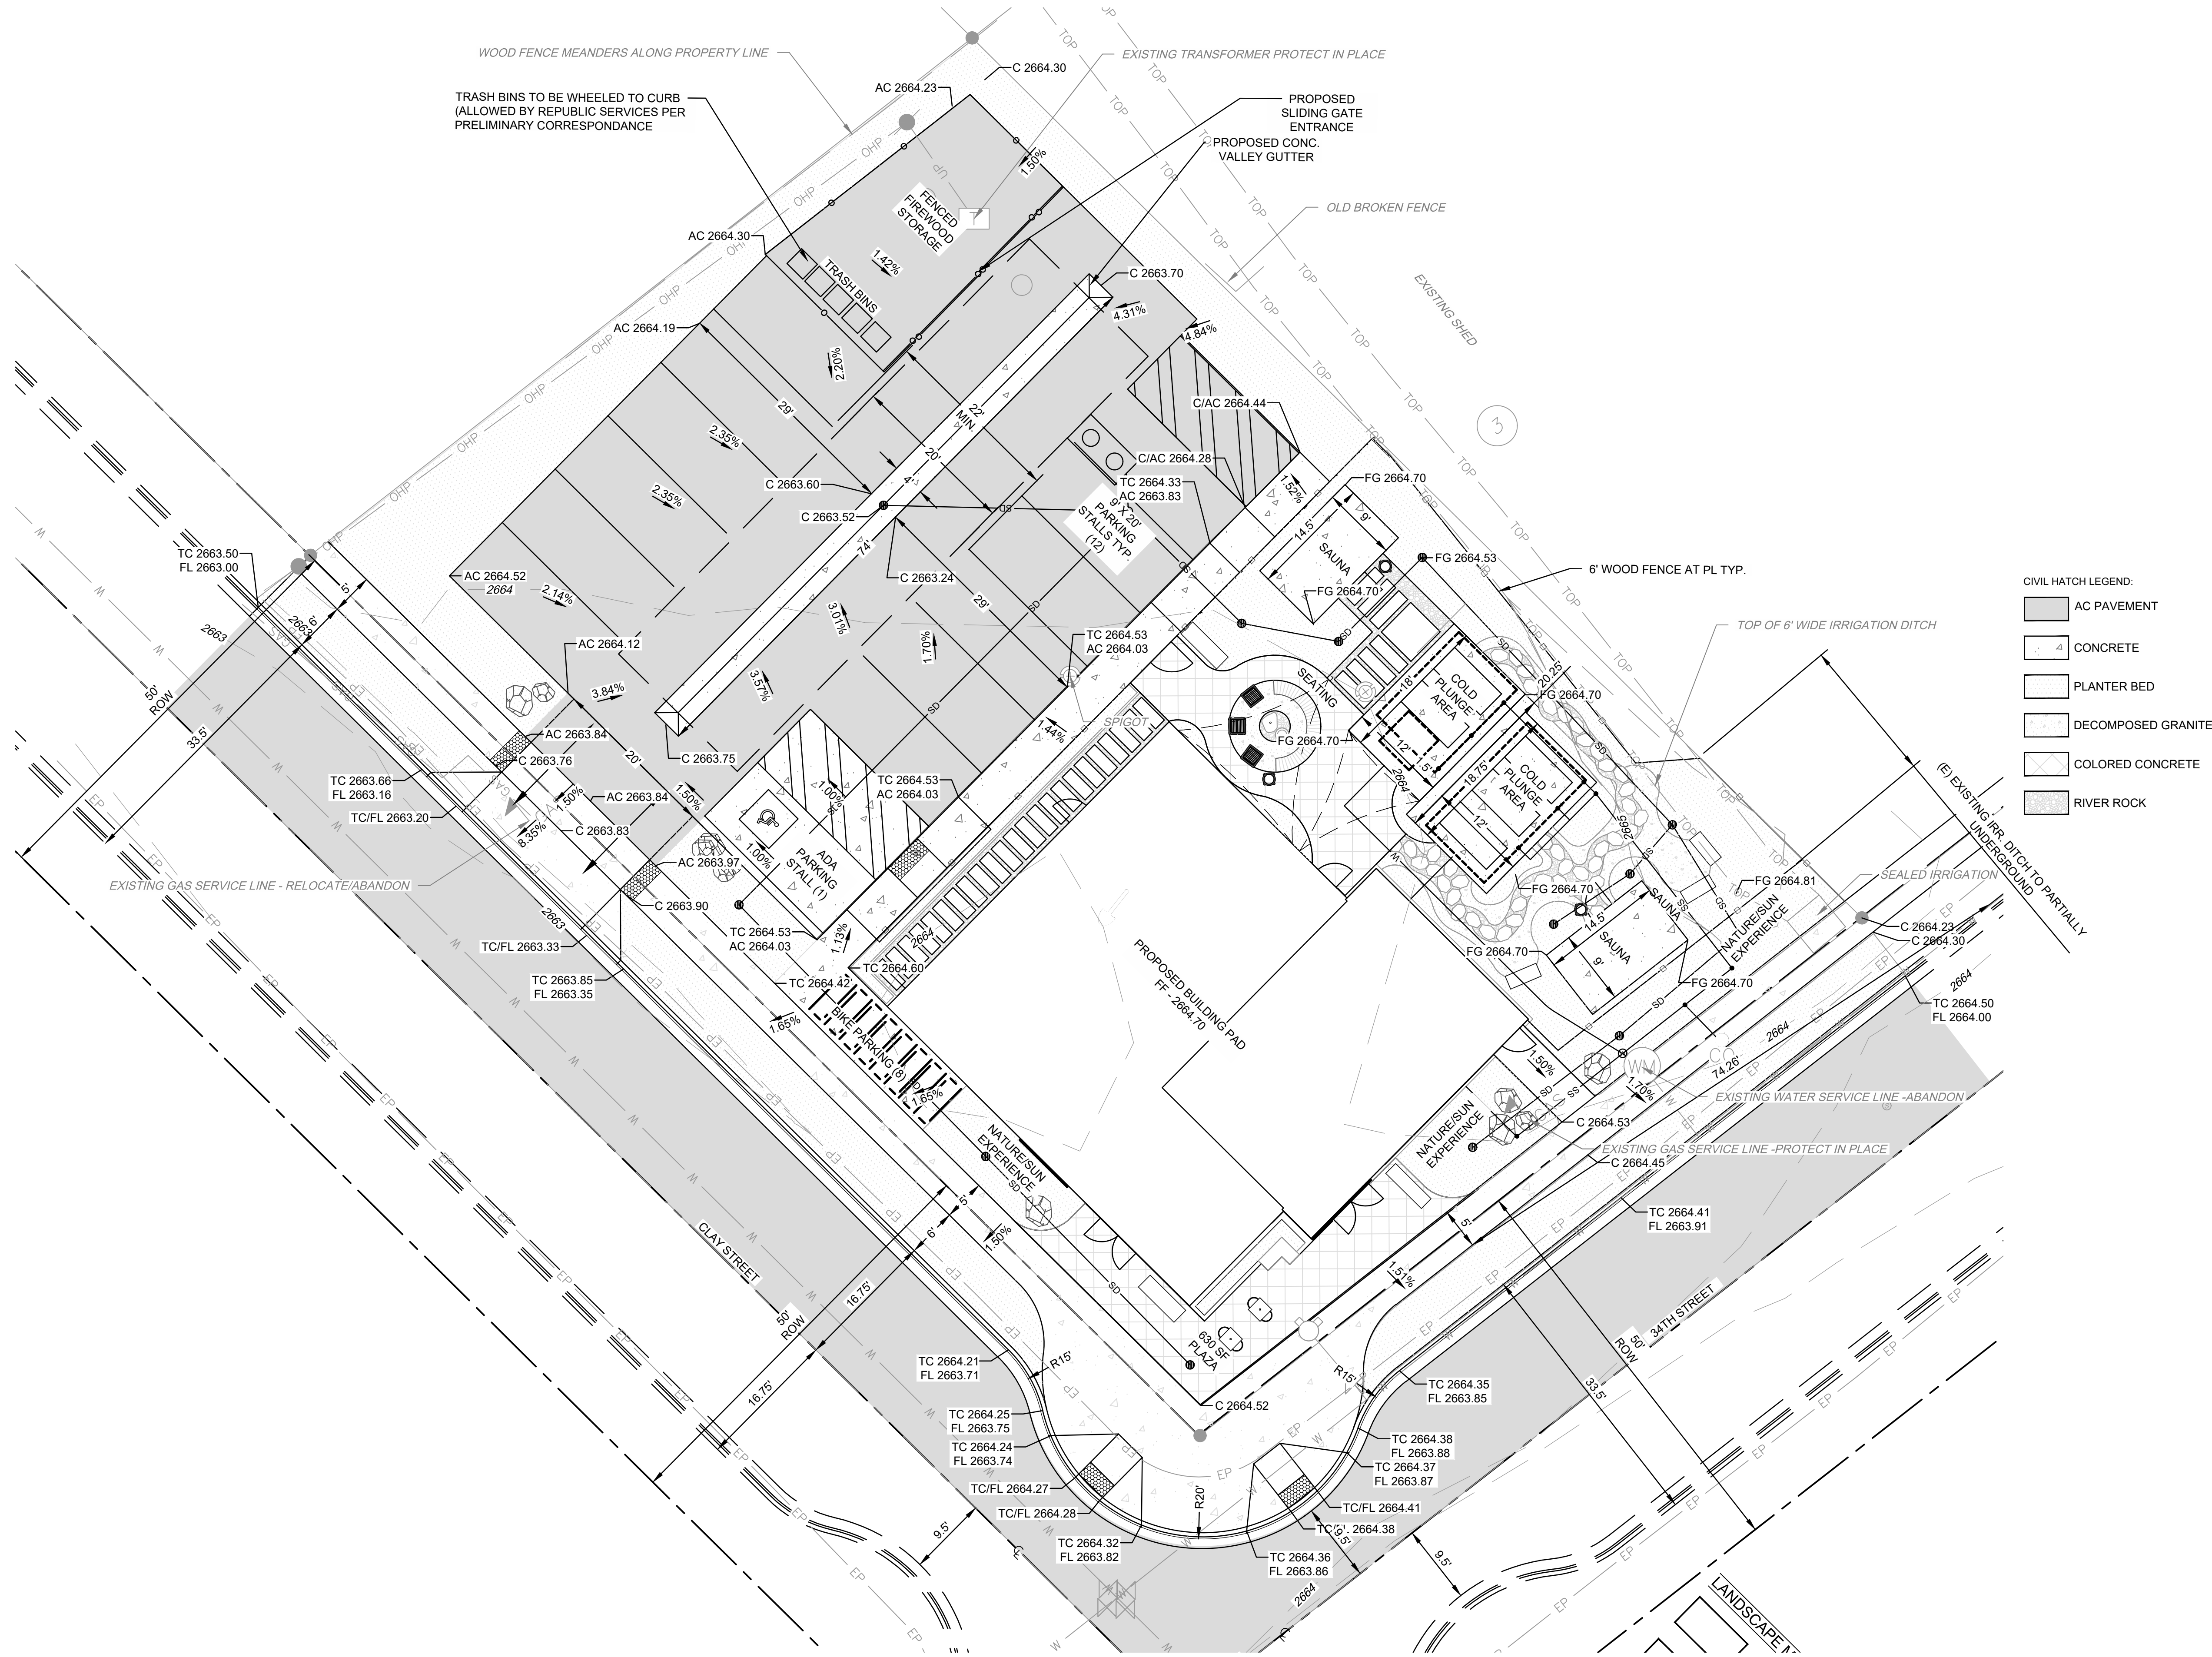 WOOD FENCE MEANDERS ALONG PROPERTY LINE
EXISTING TRANSFORMER PROTECT IN PLACE
C 2664.30
AC 2664.23
TRASH BINS TO BE WHEELED TO CURB
(ALLOWED BY REPUBLIC SERVICES PER
PRELIMINARY CORRESPONDANCE
PROPOSED
SLIDING GATE
ENTRANCE
PROPOSED CONC.
VALLEY GUTTER
1.50%
FENCED
FIREWOOD
STORAGE
UP
T
OLD BROKEN FENCE
AC 2664.30
1.42%
TRASH BINS
C 2663.70
EXISTING SHED
4.31%
4.84%
AC 2664.19
2.20%
29'
22'
MIN.
20'
4'
2.35%
2.35%
C/AC 2664.44
3
C/AC 2664.28
TC 2664.33
AC 2663.83
C 2663.60
C 2663.52
74'
9' X 20'
PARKING
STALLS TYP.
(12)
1.52%
FG 2664.70
9'
14.5'
SAUNA
FG 2664.53
TC 2663.50
FL 2663.00
AC 2664.52
2664
2.14%
C 2663.24
3.01%
29'
1.70%
FG 2664.70
6' WOOD FENCE AT PL TYP.
CIVIL HATCH LEGEND:
AC PAVEMENT
CONCRETE
PLANTER BED
DECOMPOSED GRANITE
COLORED CONCRETE
RIVER ROCK
TOP OF 6' WIDE IRRIGATION DITCH
5'
6'
2663
2663
50'
ROW
33.5'
AC 2664.12
3.84%
3.57%
TC 2664.53
AC 2664.03
SPIGOT
1.44%
SEATING
18'
COLD
PLUNGE
AREA
20.25'
FG 2664.70
FG 2664.70
12'
.5'
18.75'
2664
COLD
PLUNGE
AREA
12'
2665
AC 2663.84
C 2663.76
C 2663.75
20'
TC 2663.66
FL 2663.16
TC/FL 2663.20
1.50%
8.35%
AC 2663.84
1.50%
C 2663.83
AC 2663.97
C 2663.90
1.00%
1.00%
ADA
PARKING
STALL (1)
TC 2664.53
AC 2664.03
EXISTING GAS SERVICE LINE - RELOCATE/ABANDON
2663
TC/FL 2663.33
TC 2663.85
FL 2663.35
TC 2664.53
AC 2664.03
1.13%
2664
TC 2664.60
TC 2664.42'
1.65%
BIKE PARKING (8)
1.65%
PROPOSED BUILDING PAD
FF - 2664.70
FG 2664.70
SAUNA
14.5'
SAUNA
9'
FG 2664.70
FG 2664.70
FG 2664.81
NATURE/SUN
EXPERIENCE
SEALED IRRIGATION
(E) EXISTING IRR. DITCH TO PARTIALLY
UNDERGROUND
C 2664.23
C 2664.30
2664
TC 2664.50
FL 2664.00
2664
74.26'
CO
WM
1.50%
1.70%
EXISTING WATER SERVICE LINE -ABANDON
C 2664.53
EXISTING GAS SERVICE LINE -PROTECT IN PLACE
C 2664.45
NATURE/SUN
EXPERIENCE
NATURE/SUN
EXPERIENCE
TC 2664.41
FL 2663.91
CLAY STREET
5'
6'
1.50%
16.75'
50'
ROW
16.75'
5'
1.51%
34TH STREET
50'
ROW
33.5'
630 SF
PLAZA
TC 2664.21
FL 2663.71
R15'
R15'
TC 2664.35
FL 2663.85
C 2664.52
TC 2664.25
FL 2663.75
TC 2664.24
FL 2663.74
TC 2664.38
FL 2663.88
TC 2664.37
FL 2663.87
TC/FL 2664.27
TC/FL 2664.28
R20'
TC/FL 2664.41
TC/FL 2664.38
9.5'
9.5'
9.5'
TC 2664.32
FL 2663.82
TC 2664.36
FL 2663.86
2664
OHP
TOP
EP
W
SD
SS
GAS